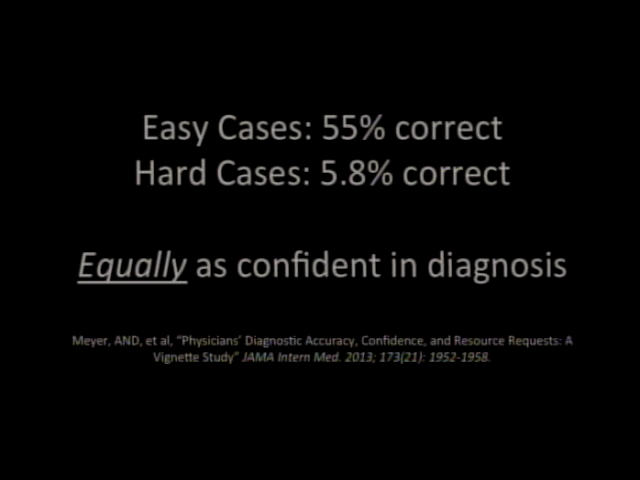 Easy Cases: 55% correct
Hard Cases: 5.8% correct
Equally as confident in diagnosis
Meyer, AND, et al, “Physicians’ Diagnostic Accuracy, Confidence, and Resource Requests: A
Vignette Study” JAMA Intern Med. 2013; 173(21): 1952-1958.